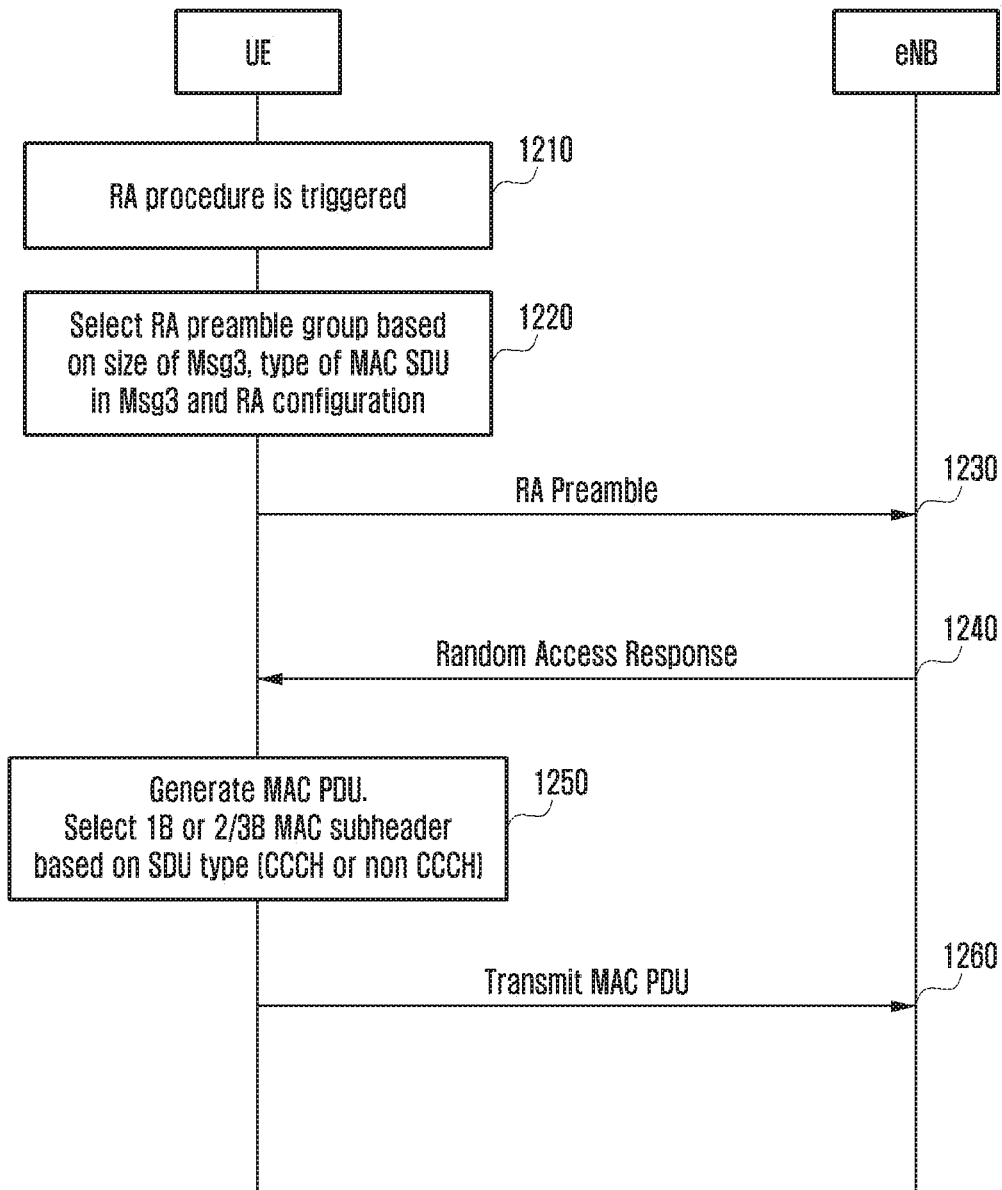 UE
eNB
1210
RA procedure is triggered
1220
Select RA preamble group based
on size of Msg3, type of MAC SDU
in Msg3 and RA configuration
1230
RA Preamble
1240
Random Access Response
1250
Generate MAC PDU.
Select 1B or 2/3B MAC subheader
based on SDU type (CCCH or non CCCH)
1260
Transmit MAC PDU